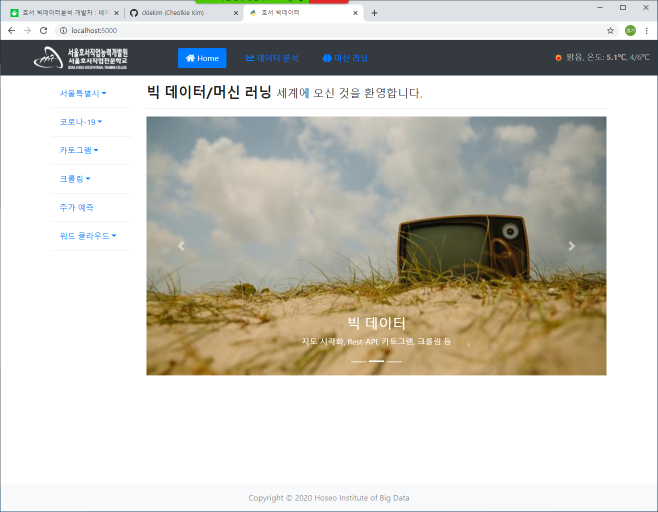 호서 빅데이터분석 개발자 : 네이
ckiekim (Cheolkie Kim)
호서 빅데이터
localhost:5000
서울호서직업능력개발원
서울호서직업전문학교
Home
데이터 분석
머신 러닝
맑음, 온도: 5.1℃, 4/6℃
서울특별시
코로나-19
카토그램
크롤링
주가 예측
워드 클라우드
빅 데이터/머신 러닝 세계에 오신 것을 환영합니다.
빅 데이터
지도 시각화, Rest-API, 카토그램, 크롤링 등
Copyright © 2020 Hoseo Institute of Big Data